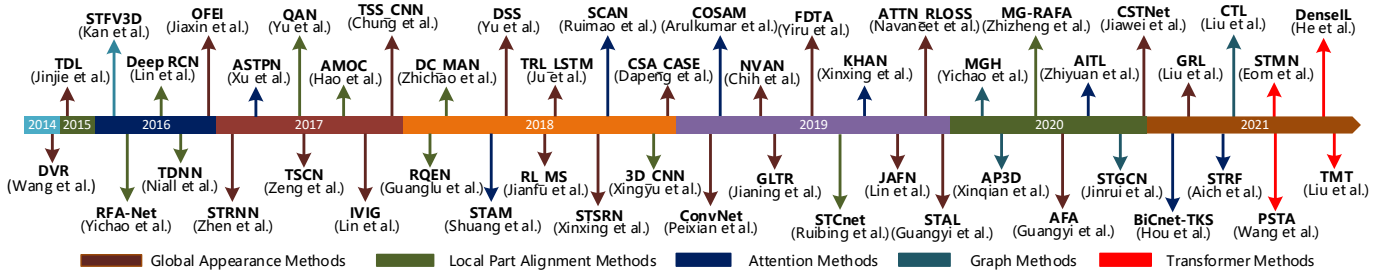 STFV3D
(Kan et al.)
OFEI
(Jiaxin et al.)
QAN
(Yu et al.)
TSS_CNN
(Chung et al.)
DSS
(Yu et al.)
SCAN
(Ruimao et al.)
COSAM
(Arulkumar et al.)
FDTA
(Yiru et al.)
ATTN_RLOSS
(Navaneet et al.)
MG-RAFA
(Zhizheng et al.)
CSTNet
(Jiawei et al.)
CTL
(Liu et al.)
DenseIL
(He et al.)
TDL
(Jinjie et al.)
Deep RCN
(Lin et al.)
ASTPN
(Xu et al.)
AMOC
(Hao et al.)
DC_MAN
(Zhichao et al.)
TRL_LSTM
(Ju et al.)
CSA_CASE
(Dapeng et al.)
NVAN
(Chih et al.)
KHAN
(Xinxing et al.)
MGH
(Yichao et al.)
AITL
(Zhiyuan et al.)
GRL
(Liu et al.)
STMN
(Eom et al.)
2014 2015 2016 2017 2018 2019 2020 2021
DVR
(Wang et al.)
TDNN
(Niall et al.)
TSCN
(Zeng et al.)
RQEN
(Guanglu et al.)
RL_MS
(Jianfu et al.)
3D_CNN
(Xingyu et al.)
GLTR
(Jianing et al.)
JAFN
(Lin et al.)
AP3D
(Xinqian et al.)
STGCN
(Jinrui et al.)
STRF
(Aich et al.)
TMT
(Liu et al.)
RFA-Net
(Yichao et al.)
STRNN
(Zhen et al.)
IVIG
(Lin et al.)
STAM
(Shuang et al.)
STSRN
(Xinxing et al.)
ConvNet
(Peixian et al.)
STCnet
(Ruibing et al.)
STAL
(Guangyi et al.)
AFA
(Guangyi et al.)
BiCnet-TKS
(Hou et al.)
PSTA
(Wang et al.)
Global Appearance Methods
Local Part Alignment Methods
Attention Methods
Graph Methods
Transformer Methods